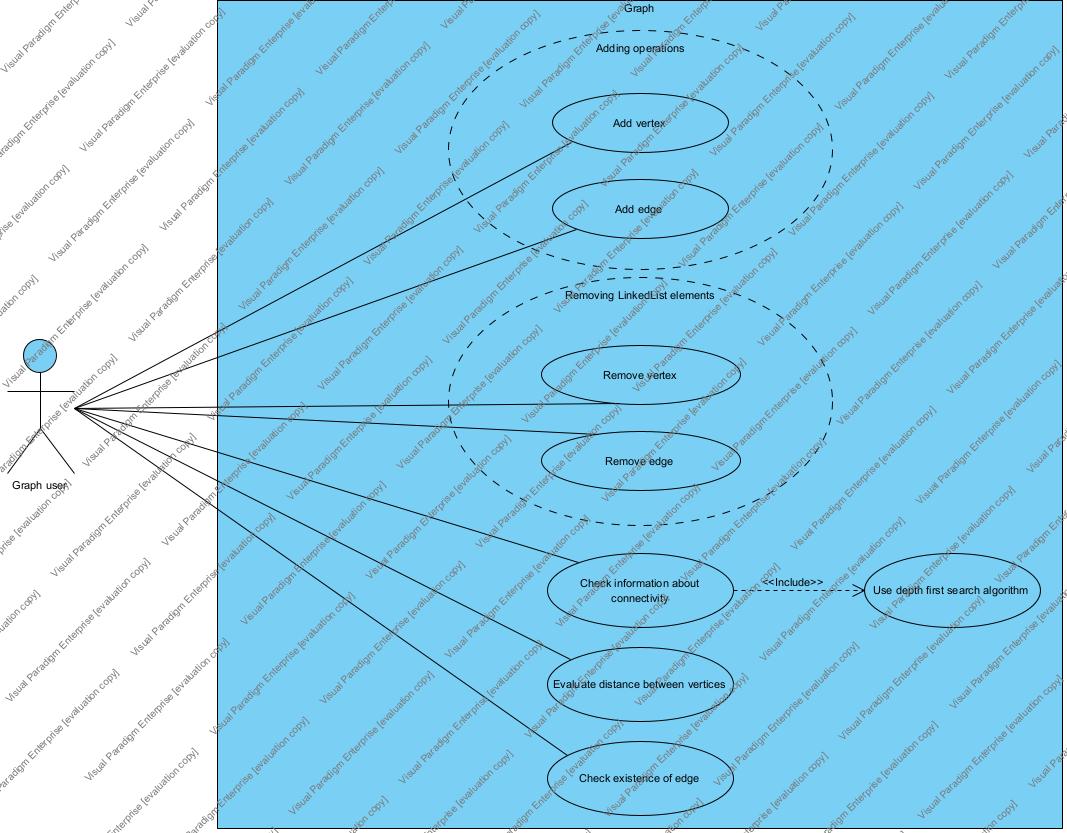 Graph
Adding operations
Add vertex
Add edge
Removing LinkedList elements
Remove vertex
Remove edge
Graph user
Check information about
connectivity
<<Include>>
Use depth first search algorithm
Evaluate distance between vertices
Check existence of edge
Visual Paradigm Enterprise [evaluation copy]